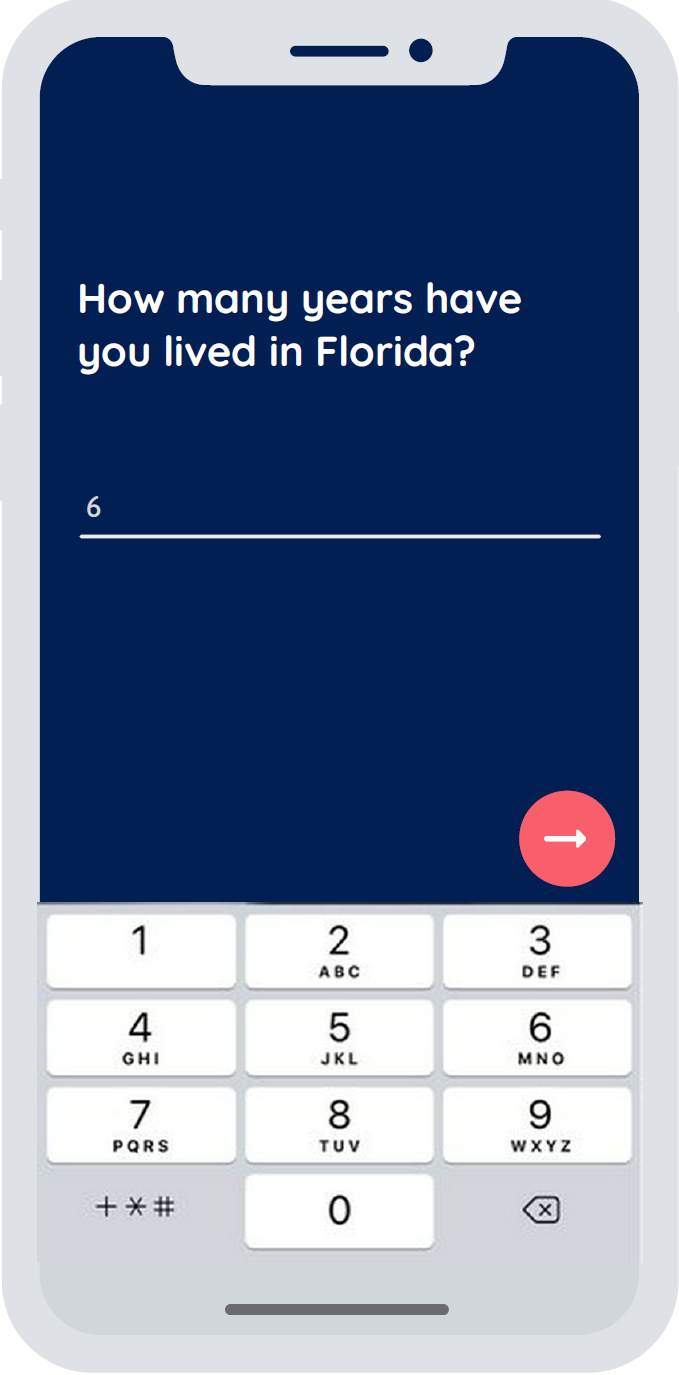 How many years have
you lived in Florida?
6
1 2 3
ABC DEF
4 5 6
GHI JKL MNO
7 8 9
PQRS TUV WXYZ
+*# 0